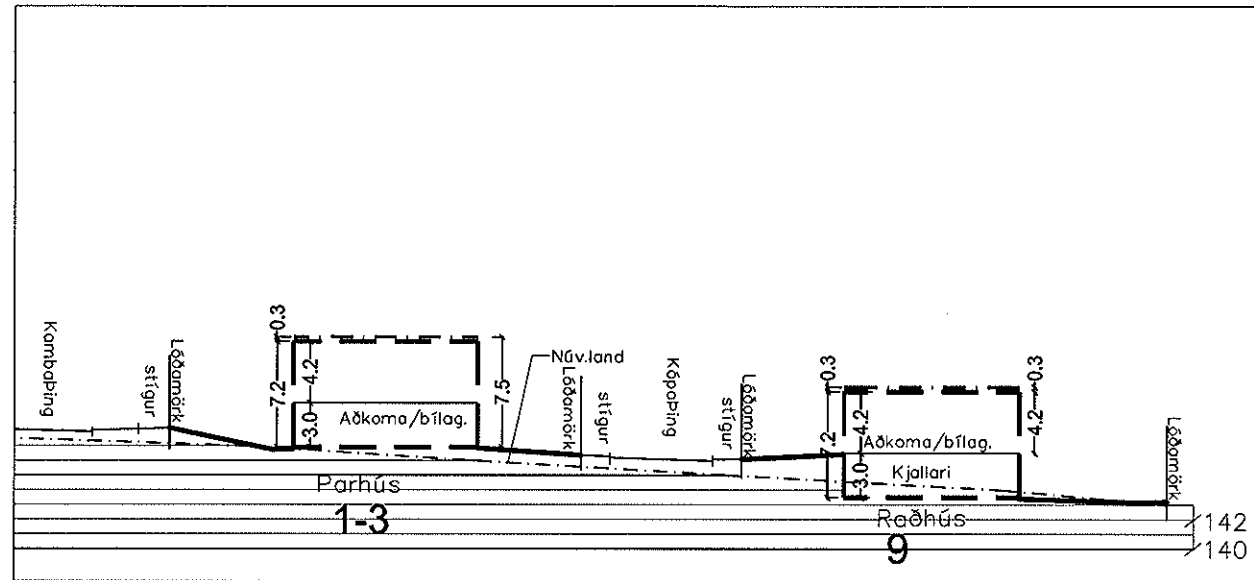 Kambaþing
stígur
Lóðamörk
0.3
7.2
4.2
3.0
Aðkoma/bílag.
7.5
Núv.land
Lóðamörk
stígur
Kópaþing
stígur
Lóðamörk
0.3
7.2
4.2
3.0
Aðkoma/bílag.
Kjallari
0.3
4.2
Lóðamörk
Parhús
1-3
Raðhús
9
142
140